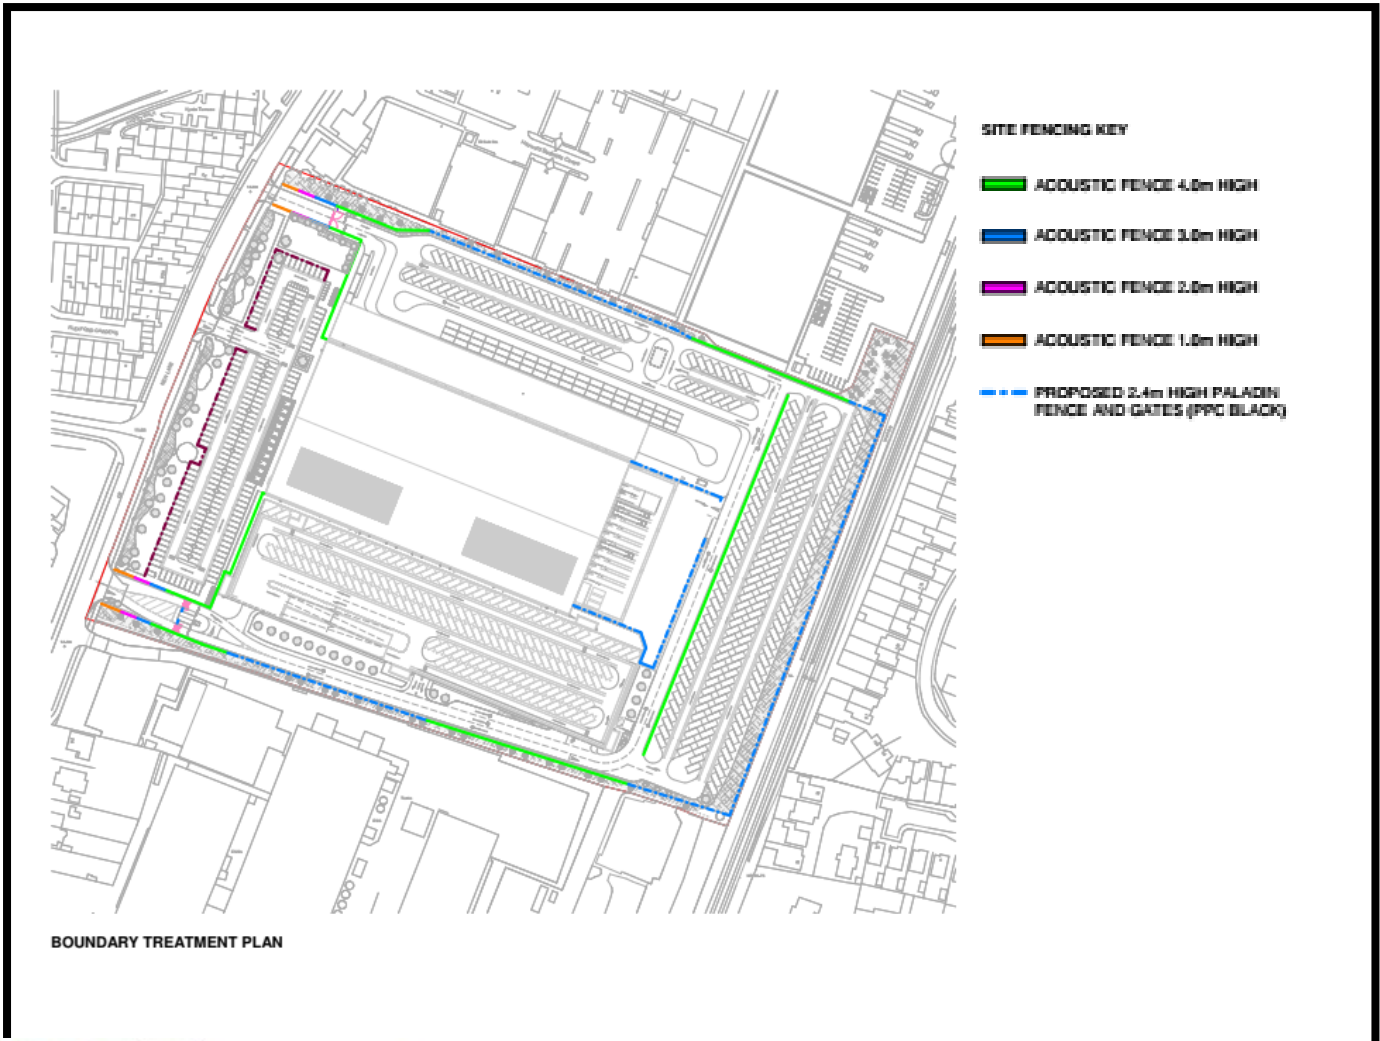 SITE FENCING KEY
ACOUSTIC FENCE 4.0m HIGH
ACOUSTIC FENCE 3.0m HIGH
ACOUSTIC FENCE 2.0m HIGH
ACOUSTIC FENCE 1.0m HIGH
PROPOSED 2.4m HIGH PALADIN
FENCE AND GATES (PPC BLACK)
BOUNDARY TREATMENT PLAN